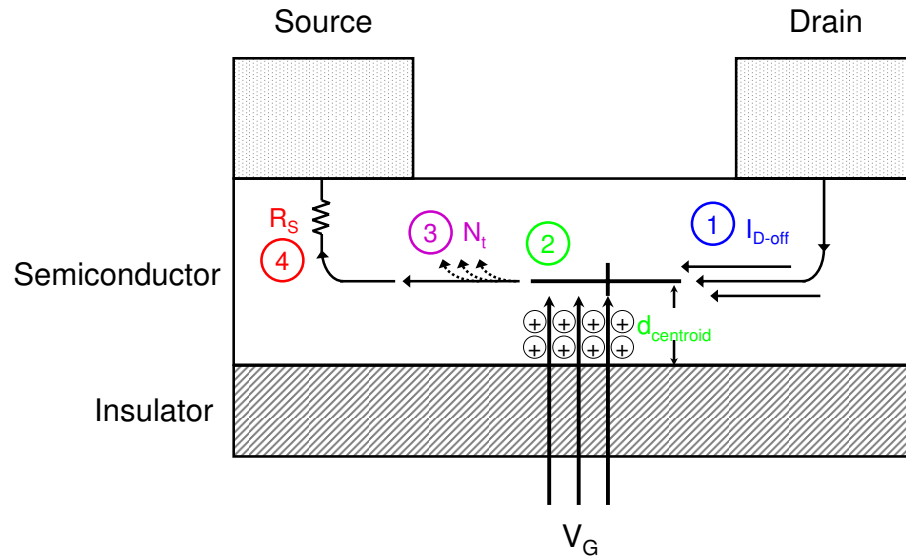 Source
Drain
1
I_D-off
3
N_t
2
R_S
4
Semiconductor
d_centroid
+ + + +
+ + + +
Insulator
V_G